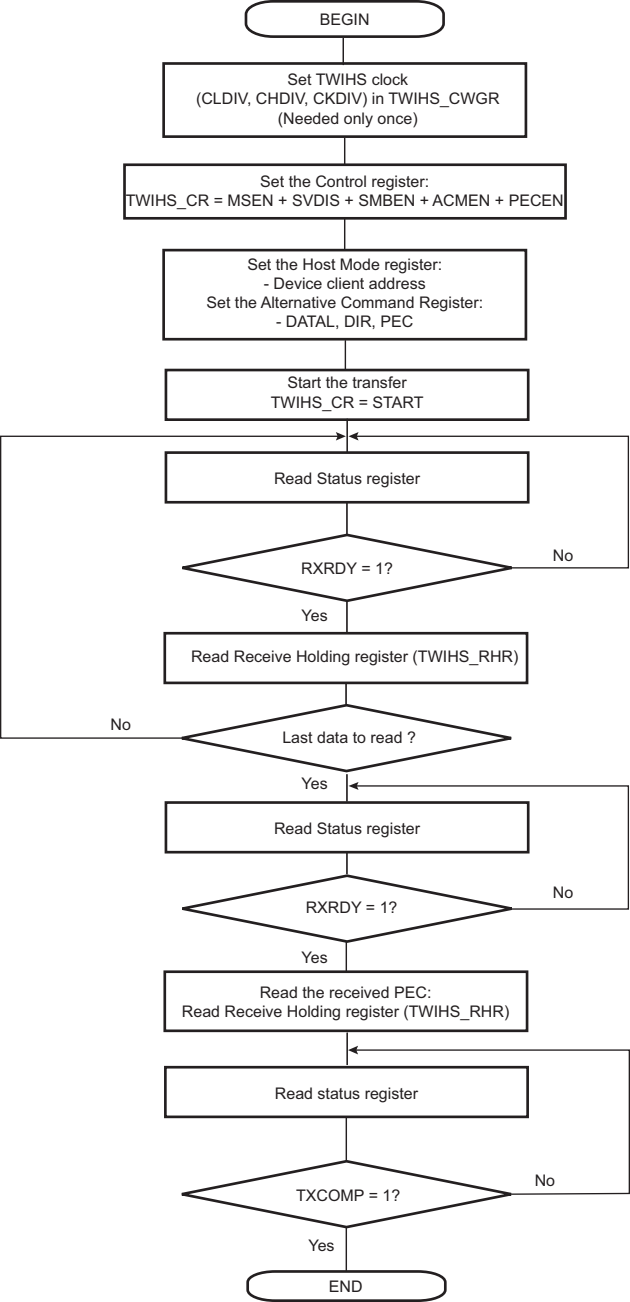 BEGIN
Set TWIHS clock
(CLDIV, CHDIV, CKDIV) in TWIHS_CWGR
(Needed only once)
Set the Control register:
TWIHS_CR = MSEN + SVDIS + SMBEN + ACMEN + PECEN
Set the Host Mode register:
- Device client address
Set the Alternative Command Register:
- DATAL, DIR, PEC
Start the transfer
TWIHS_CR = START
Read Status register
RXRDY = 1?
No
Yes
Read Receive Holding register (TWIHS_RHR)
Last data to read ?
No
Yes
Read Status register
RXRDY = 1?
No
Yes
Read the received PEC:
Read Receive Holding register (TWIHS_RHR)
Read status register
TXCOMP = 1?
No
Yes
END